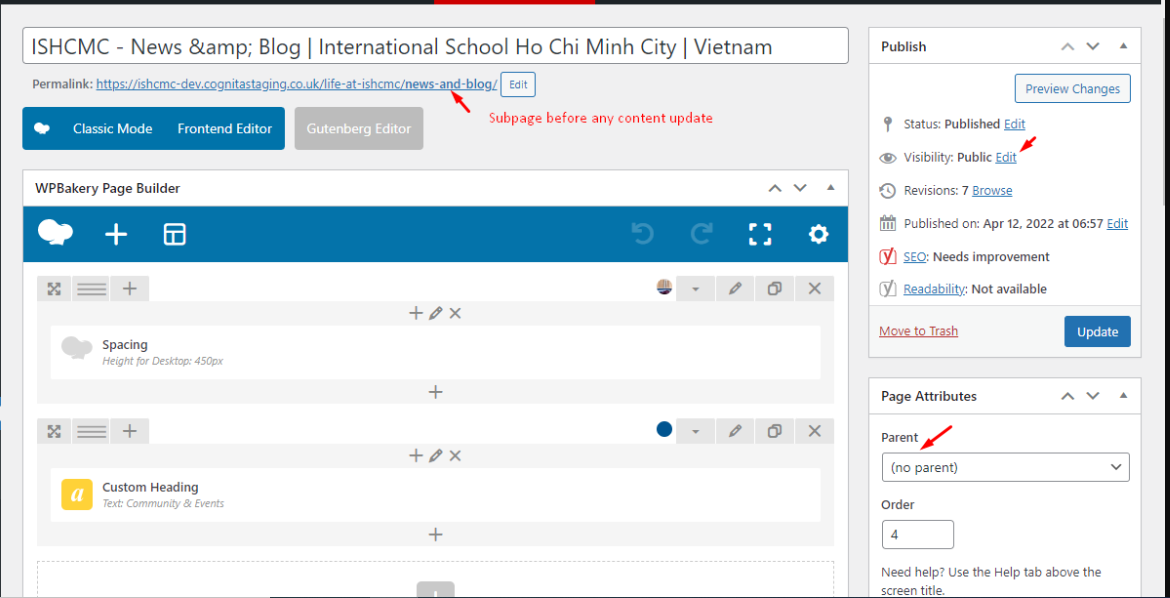 ISHCMC - News &amp; Blog | International School Ho Chi Minh City | Vietnam
Permalink: https://ishcmc-dev.cognitastaging.co.uk/life-at-ishcmc/news-and-blog/ Edit
Subpage before any content update
Classic Mode Frontend Editor Gutenberg Editor
WPBakery Page Builder
Spacing
Height for Desktop: 450px
a
Custom Heading
Text: Community & Events
Publish
Preview Changes
Status: Published Edit
Visibility: Public Edit
Revisions: 7 Browse
Published on: Apr 12, 2022 at 06:57 Edit
SEO: Needs improvement
Readability: Not available
Move to Trash Update
Page Attributes
Parent
(no parent)
Order
4
Need help? Use the Help tab above the
screen title.